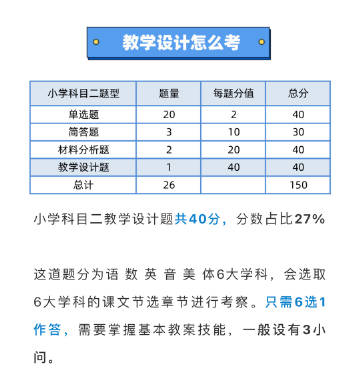 教学设计怎么考
小学科目二题型 题量 每题分值 总分
单选题 20 2 40
简答题 3 10 30
材料分析题 2 20 40
教学设计题 1 40 40
总计 26 150
小学科目二教学设计题共40分，分数占比27%
这道题分为语 数 英 音 美 体6大学科，会选取
6大学科的课文节选章节进行考察。只需6选1
作答，需要掌握基本教案技能，一般设有3小
问。